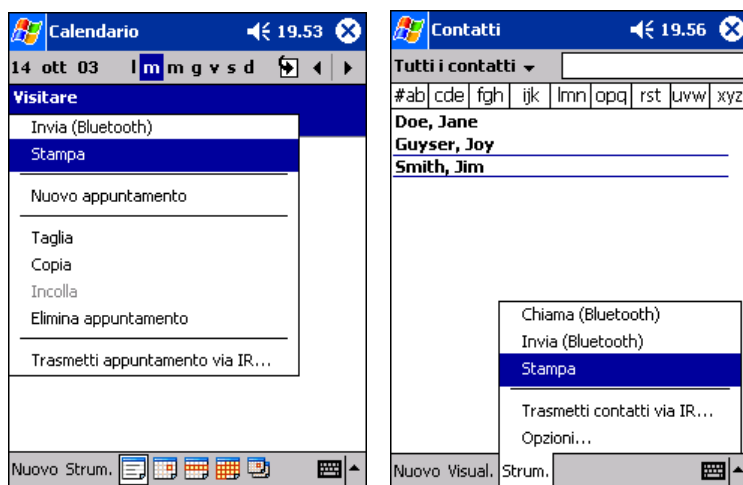 Calendario 19.53
14 ott 03 l m m g v s d
Visitare
Invia (Bluetooth)
Stampa
Nuovo appuntamento
Taglia
Copia
Incolla
Elimina appuntamento
Trasmetti appuntamento via IR...
Nuovo Strum.
Contatti 19.56
Tutti i contatti
#ab cde fgh ijk lmn opq rst uvw xyz
Doe, Jane
Guyser, Joy
Smith, Jim
Chiama (Bluetooth)
Invia (Bluetooth)
Stampa
Trasmetti contatti via IR...
Opzioni...
Nuovo Visual. Strum.